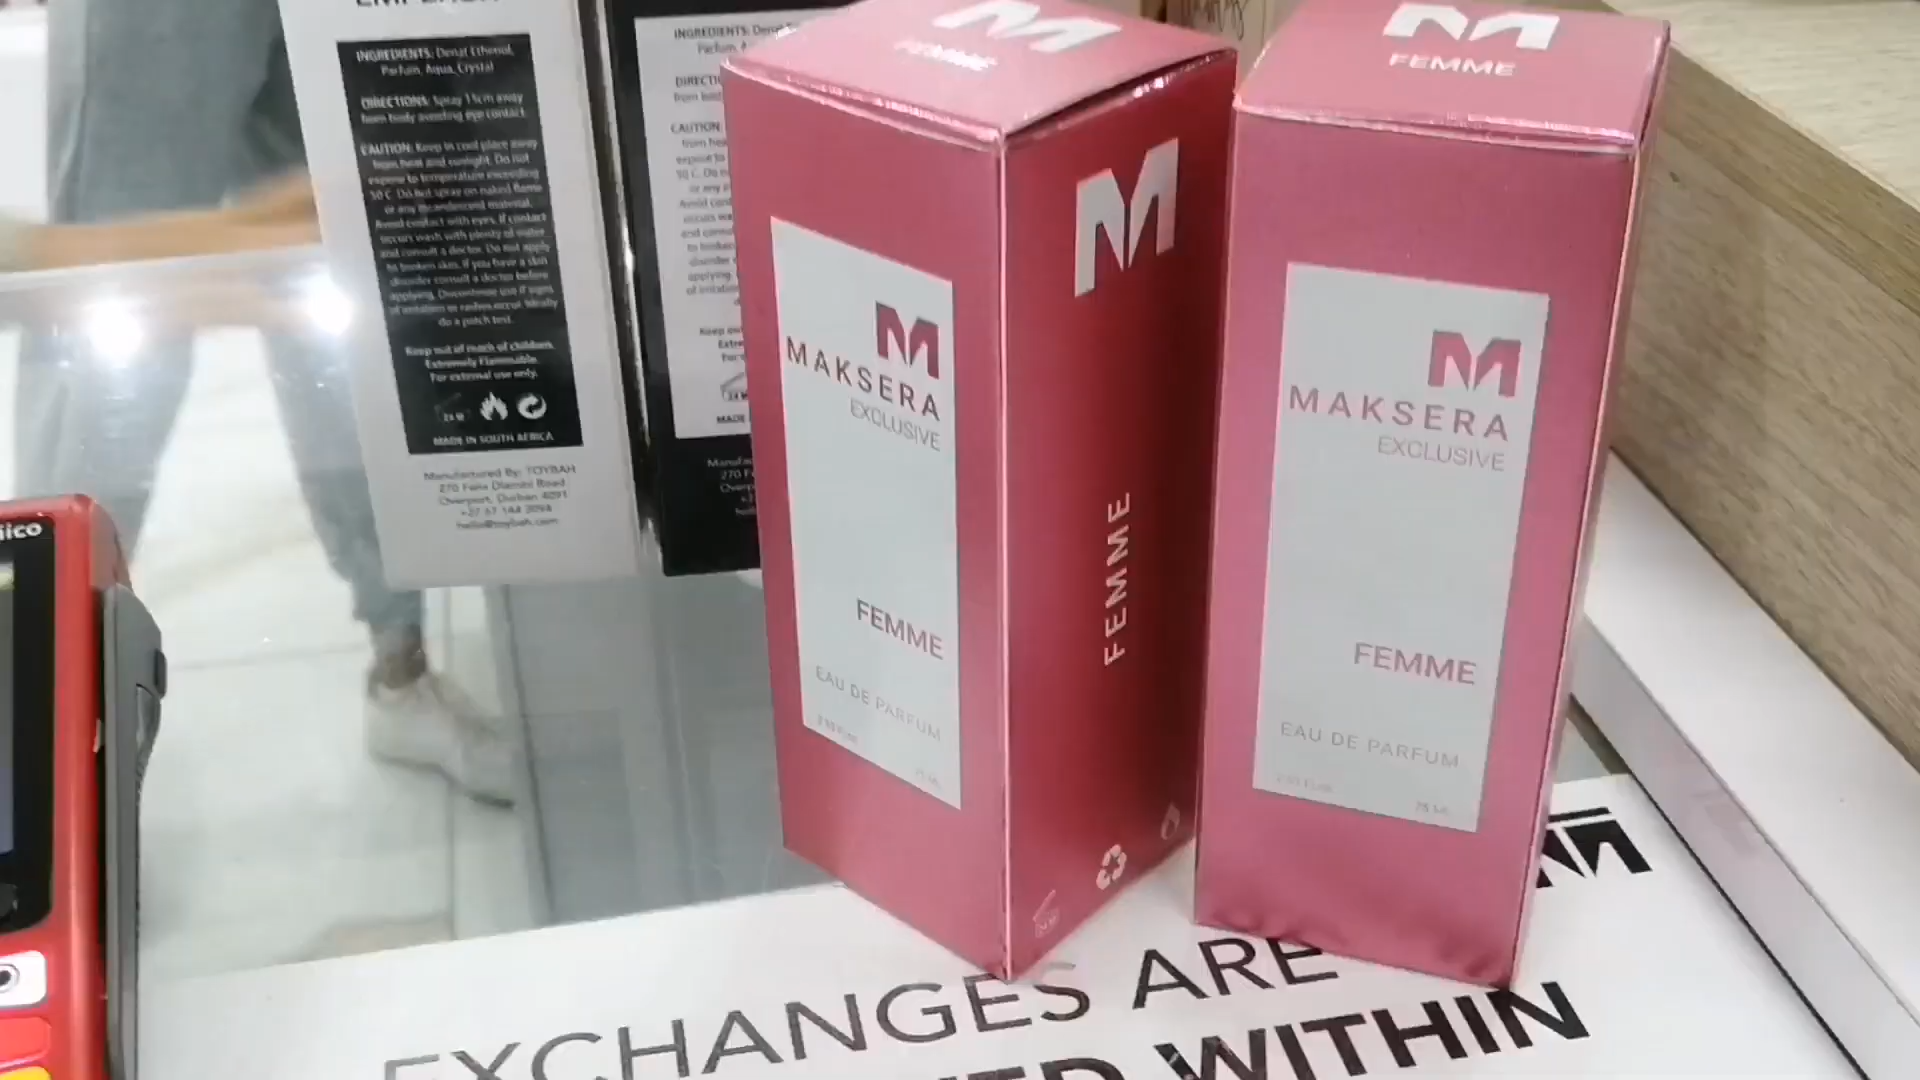 INGREDIENTS: Denat Ethenol,
Parfum, Aqua, Crystal
DIRECTIONS: Spray 15cm away
from body avoiding eye contact.
CAUTION: Keep in cool place away
from heat and sunlight. Do not
expose to temperature exceeding
50 C. Do not spray on naked flame
or any incandescent material.
Avoid contact with eyes. If contact
occurs wash with plenty of water
and consult a doctor. Do not apply
to broken skin. If you have a skin
disorder consult a doctor before
applying. Discontinue use if signs
of irritation or rashes occur. Ideally
do a patch test.
Keep out of reach of children.
Extremely Flammable.
For external use only.
24 M
MADE IN SOUTH AFRICA
Manufactured By: TOYBAH
Overport, Durban 4091
hello@toybah.com
INGREDIENTS:
CAUTION:
MADE
270
M
FEMME
M
FEMME
M
MAKSERA
EXCLUSIVE
FEMME
EAU DE PARFUM
M
FEMME
M
MAKSERA
EXCLUSIVE
FEMME
EAU DE PARFUM
75 ML
EXCHANGES ARE
WITHIN